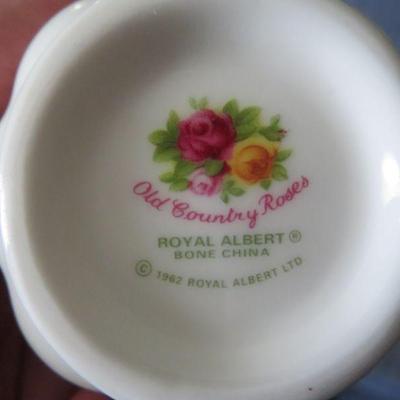 Old Country Roses
ROYAL ALBERT ®
BONE CHINA
© 1962 ROYAL ALBERT LTD